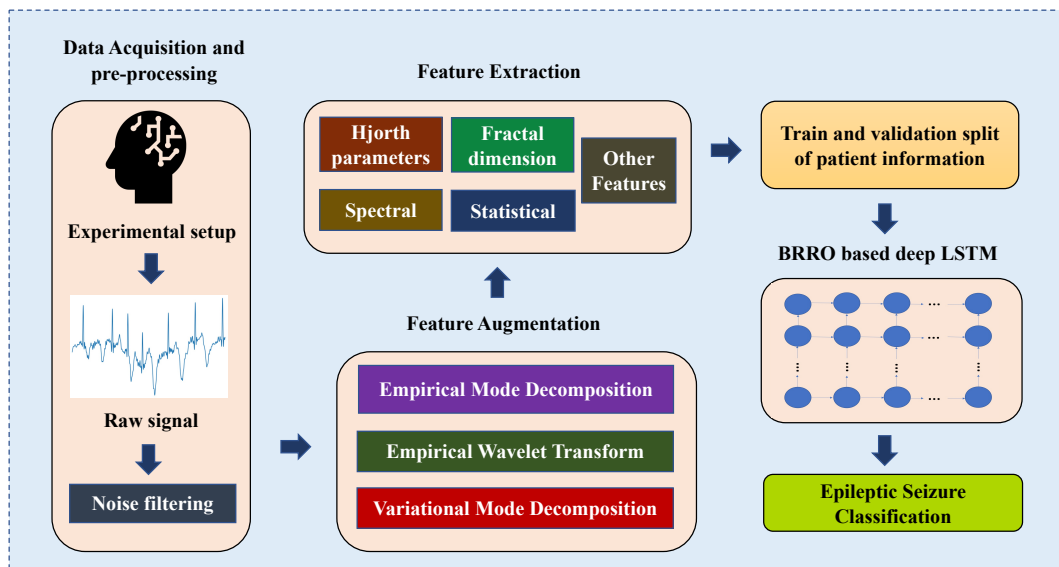 Data Acquisition and
pre-processing
Experimental setup
Raw signal
Noise filtering
Feature Augmentation
Empirical Mode Decomposition
Empirical Wavelet Transform
Variational Mode Decomposition
Feature Extraction
Hjorth
parameters
Fractal
dimension
Other
Features
Spectral
Statistical
Train and validation split
of patient information
BRRO based deep LSTM
...
...
...
...
...
...
...
Epileptic Seizure
Classification